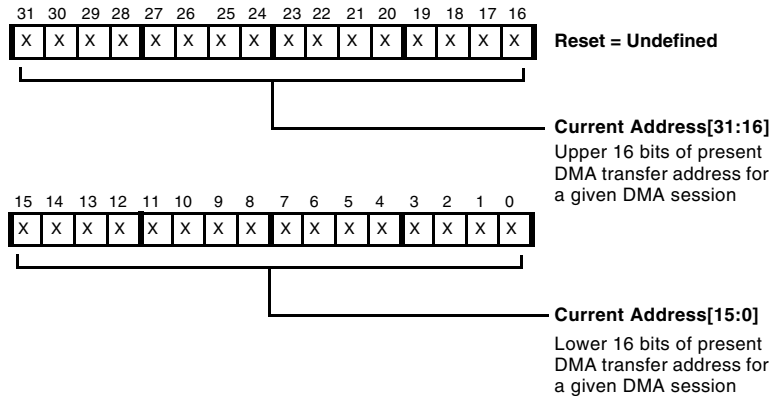 31 30 29 28 27 26 25 24 23 22 21 20 19 18 17 16
X X X X X X X X X X X X X X X X
Reset = Undefined
Current Address[31:16]
Upper 16 bits of present
DMA transfer address for
a given DMA session
15 14 13 12 11 10 9 8 7 6 5 4 3 2 1 0
X X X X X X X X X X X X X X X X
Current Address[15:0]
Lower 16 bits of present
DMA transfer address for
a given DMA session